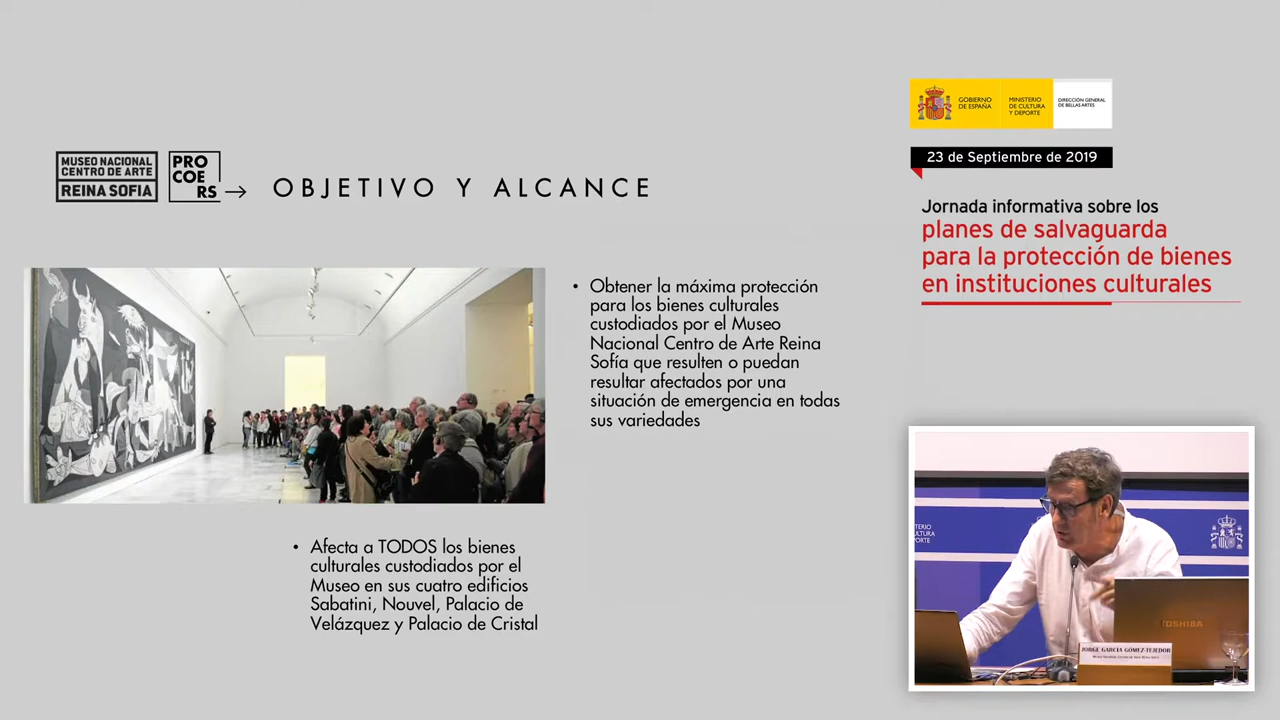 MUSEO NACIONAL
CENTRO DE ARTE
REINA SOFIA
PRO
COE
RS
OBJETIVO Y ALCANCE
• Obtener la máxima protección
para los bienes culturales
custodiados por el Museo
Nacional Centro de Arte Reina
Sofía que resulten o puedan
resultar afectados por una
situación de emergencia en todas
sus variedades
• Afecta a TODOS los bienes
culturales custodiados por el
Museo en sus cuatro edificios
Sabatini, Nouvel, Palacio de
Velázquez y Palacio de Cristal
GOBIERNO
DE ESPAÑA
MINISTERIO
DE CULTURA
Y DEPORTE
DIRECCIÓN GENERAL
DE BELLAS ARTES
23 de Septiembre de 2019
Jornada informativa sobre los
planes de salvaguarda
para la protección de bienes
en instituciones culturales
TERIO
ULTURA
ORTE
TOSHIBA
JORGE GARCÍA GÓMEZ-TEJEDOR